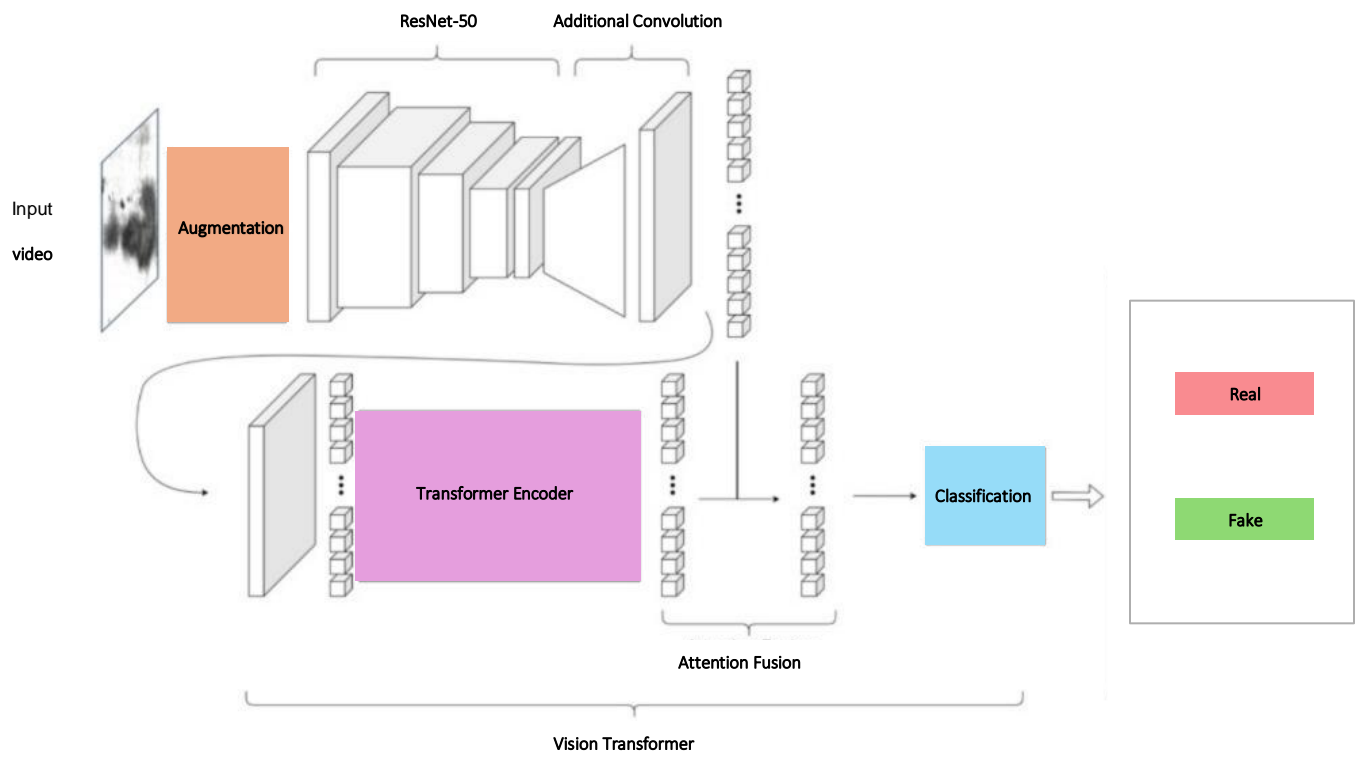 ResNet-50
Additional Convolution
Input
video
Augmentation
Transformer Encoder
Classification
Real
Fake
Attention Fusion
Vision Transformer